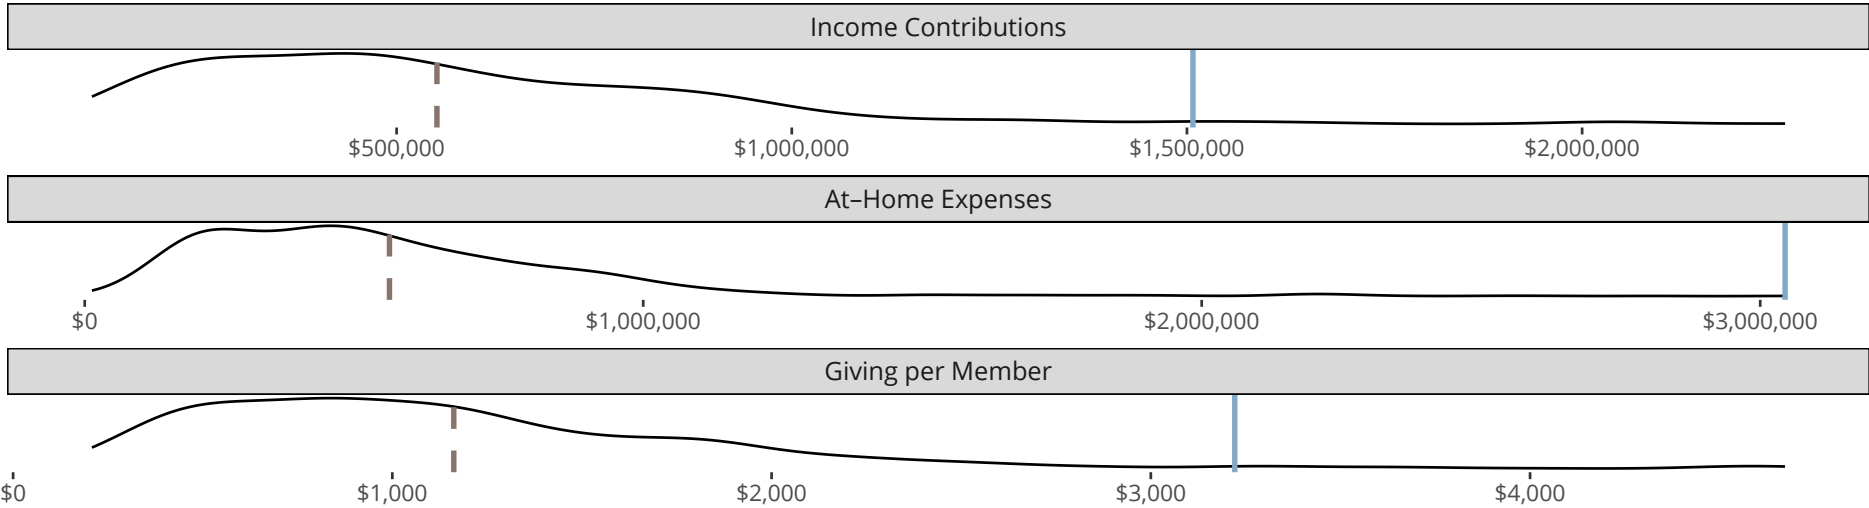 Income Contributions
$500,000 $1,000,000 $1,500,000 $2,000,000
At–Home Expenses
$0 $1,000,000 $2,000,000 $3,000,000
Giving per Member
$0 $1,000 $2,000 $3,000 $4,000